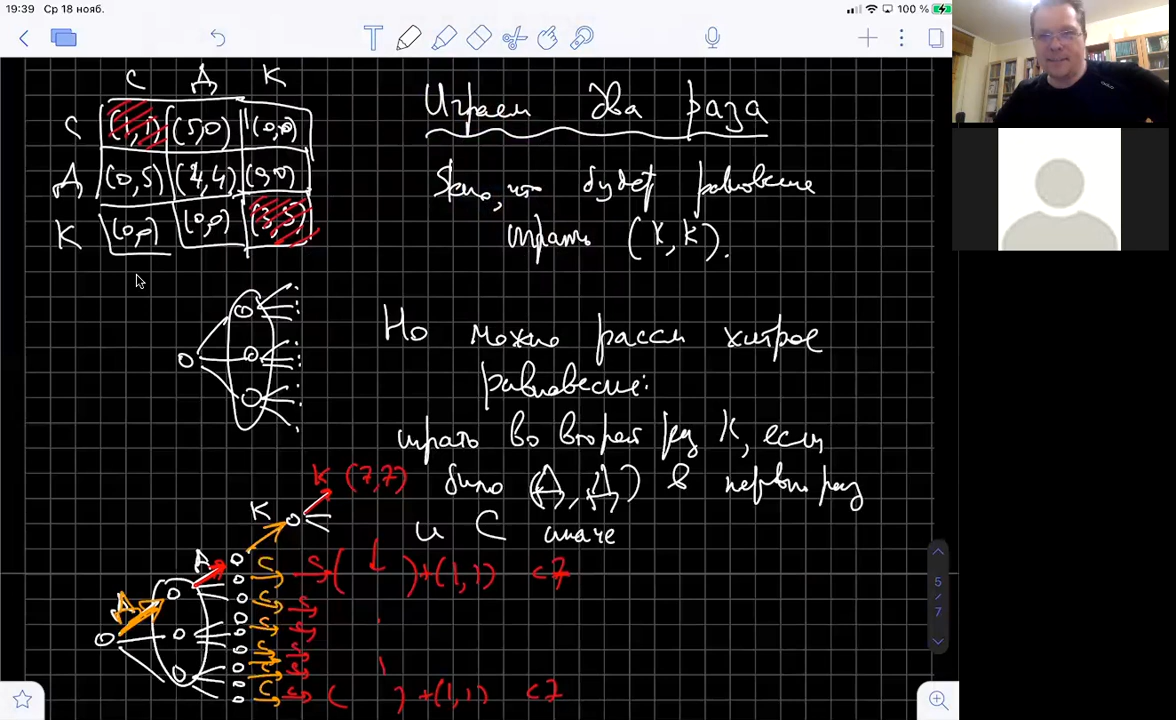 19:39 Ср 18 нояб.
100 %
С Д К
Играем два раза
С (1,1) (5,0) (0,0)
Д (0,5) (4,4) (0,0)
Ясно, что будет равновесие
К (0,0) (0,0) (3,3)
играть (К,К).
Но можно рассм хитрое
равновесие:
играть во второй раз К, если
К (7,7)
было (Д,Д) в первый раз
К
и С иначе
Д
С С ( ) + (1,1) < 7
Д
С С
С С
С С
С С
С С ( ) + (1,1) < 7
5
/
7